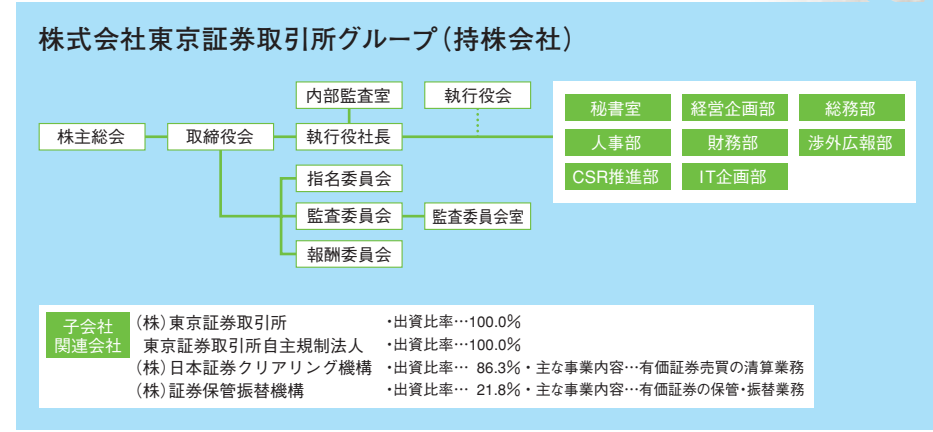 株式会社東京証券取引所グループ（持株会社）
内部監査室 執行役会
株主総会 取締役会 執行役社長
秘書室 経営企画部 総務部
人事部 財務部 渉外広報部
CSR推進部 IT企画部
指名委員会
監査委員会 監査委員会室
報酬委員会
子会社
関連会社
（株）東京証券取引所 ・出資比率…100.0％
東京証券取引所自主規制法人 ・出資比率…100.0％
（株）日本証券クリアリング機構 ・出資比率… 86.3％・主な事業内容…有価証券売買の清算業務
（株）証券保管振替機構 ・出資比率… 21.8％・主な事業内容…有価証券の保管・振替業務